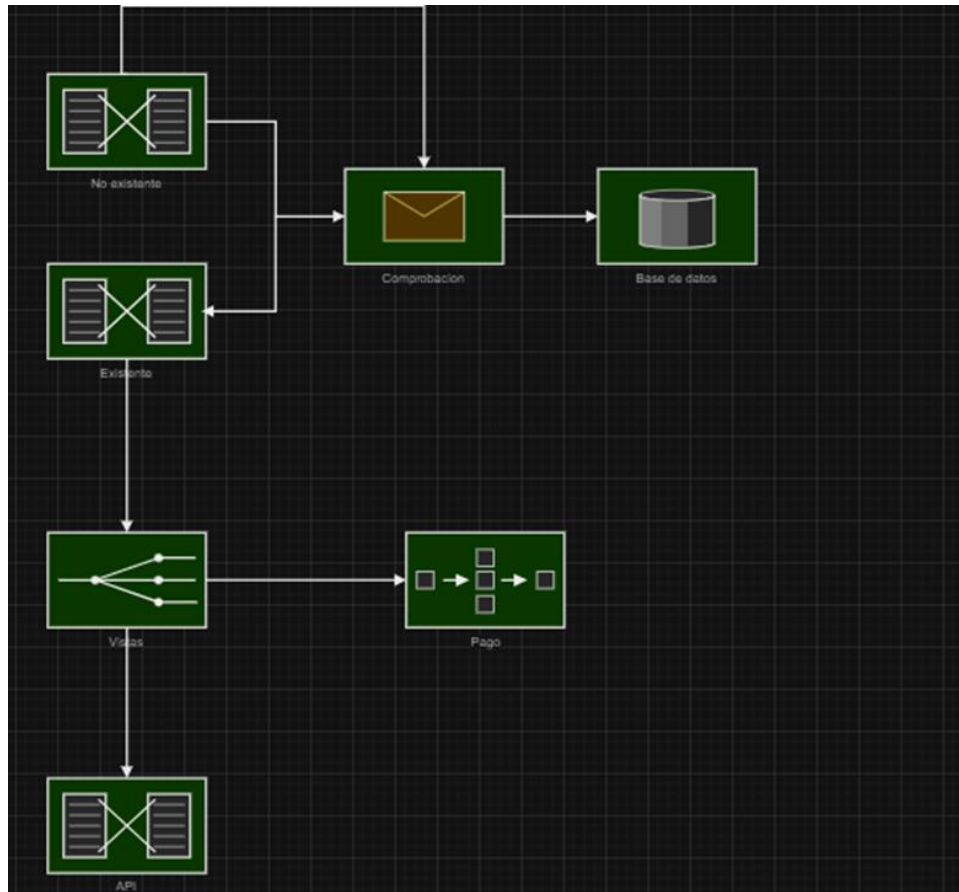 No existente
Comprobacion
Base de datos
Existente
Vistas
Pago
API